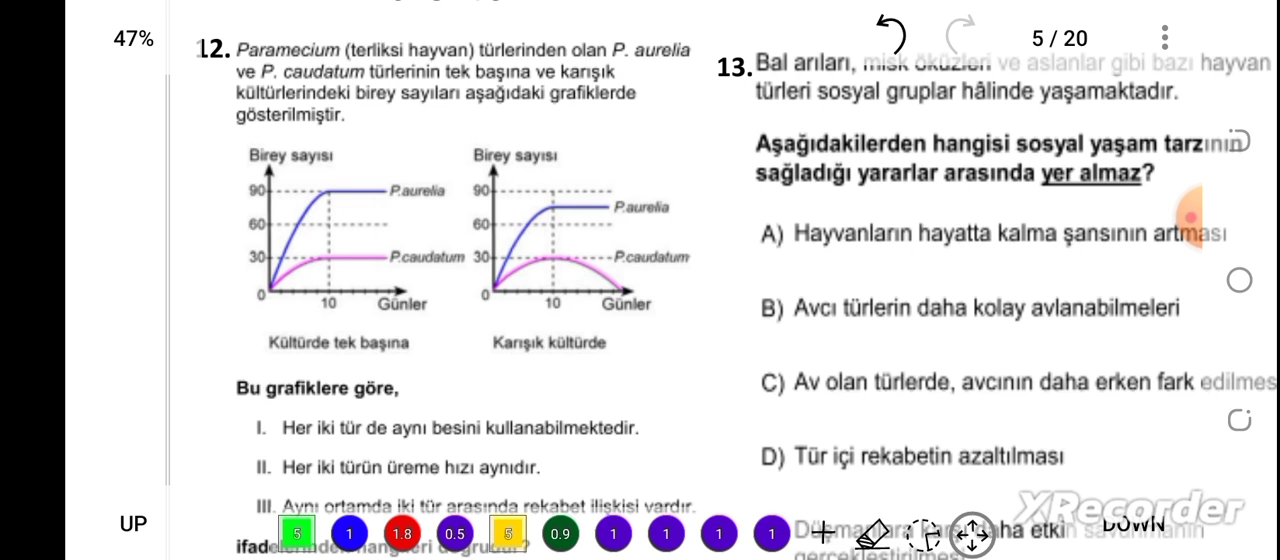 47%
5 / 20
12. Paramecium (terliksi hayvan) türlerinden olan P. aurelia
ve P. caudatum türlerinin tek başına ve karışık
kültürlerindeki birey sayıları aşağıdaki grafiklerde
gösterilmiştir.
Birey sayısı
90
P.aurelia
60
30
P.caudatum
0
10
Günler
Kültürde tek başına
Birey sayısı
90
P.aurelia
60
30
P.caudatum
0
10
Günler
Karışık kültürde
Bu grafiklere göre,
I. Her iki tür de aynı besini kullanabilmektedir.
II. Her iki türün üreme hızı aynıdır.
III. Aynı ortamda iki tür arasında rekabet ilişkisi vardır.
13. Bal arıları, misk öküzleri ve aslanlar gibi bazı hayvan
türleri sosyal gruplar hâlinde yaşamaktadır.
Aşağıdakilerden hangisi sosyal yaşam tarzının
sağladığı yararlar arasında yer almaz?
A) Hayvanların hayatta kalma şansının artması
B) Avcı türlerin daha kolay avlanabilmeleri
C) Av olan türlerde, avcının daha erken fark edilmes
D) Tür içi rekabetin azaltılması
XRecorder
UP
5 1 1.8 0.5 5 0.9 1 1 1 1
DOWN